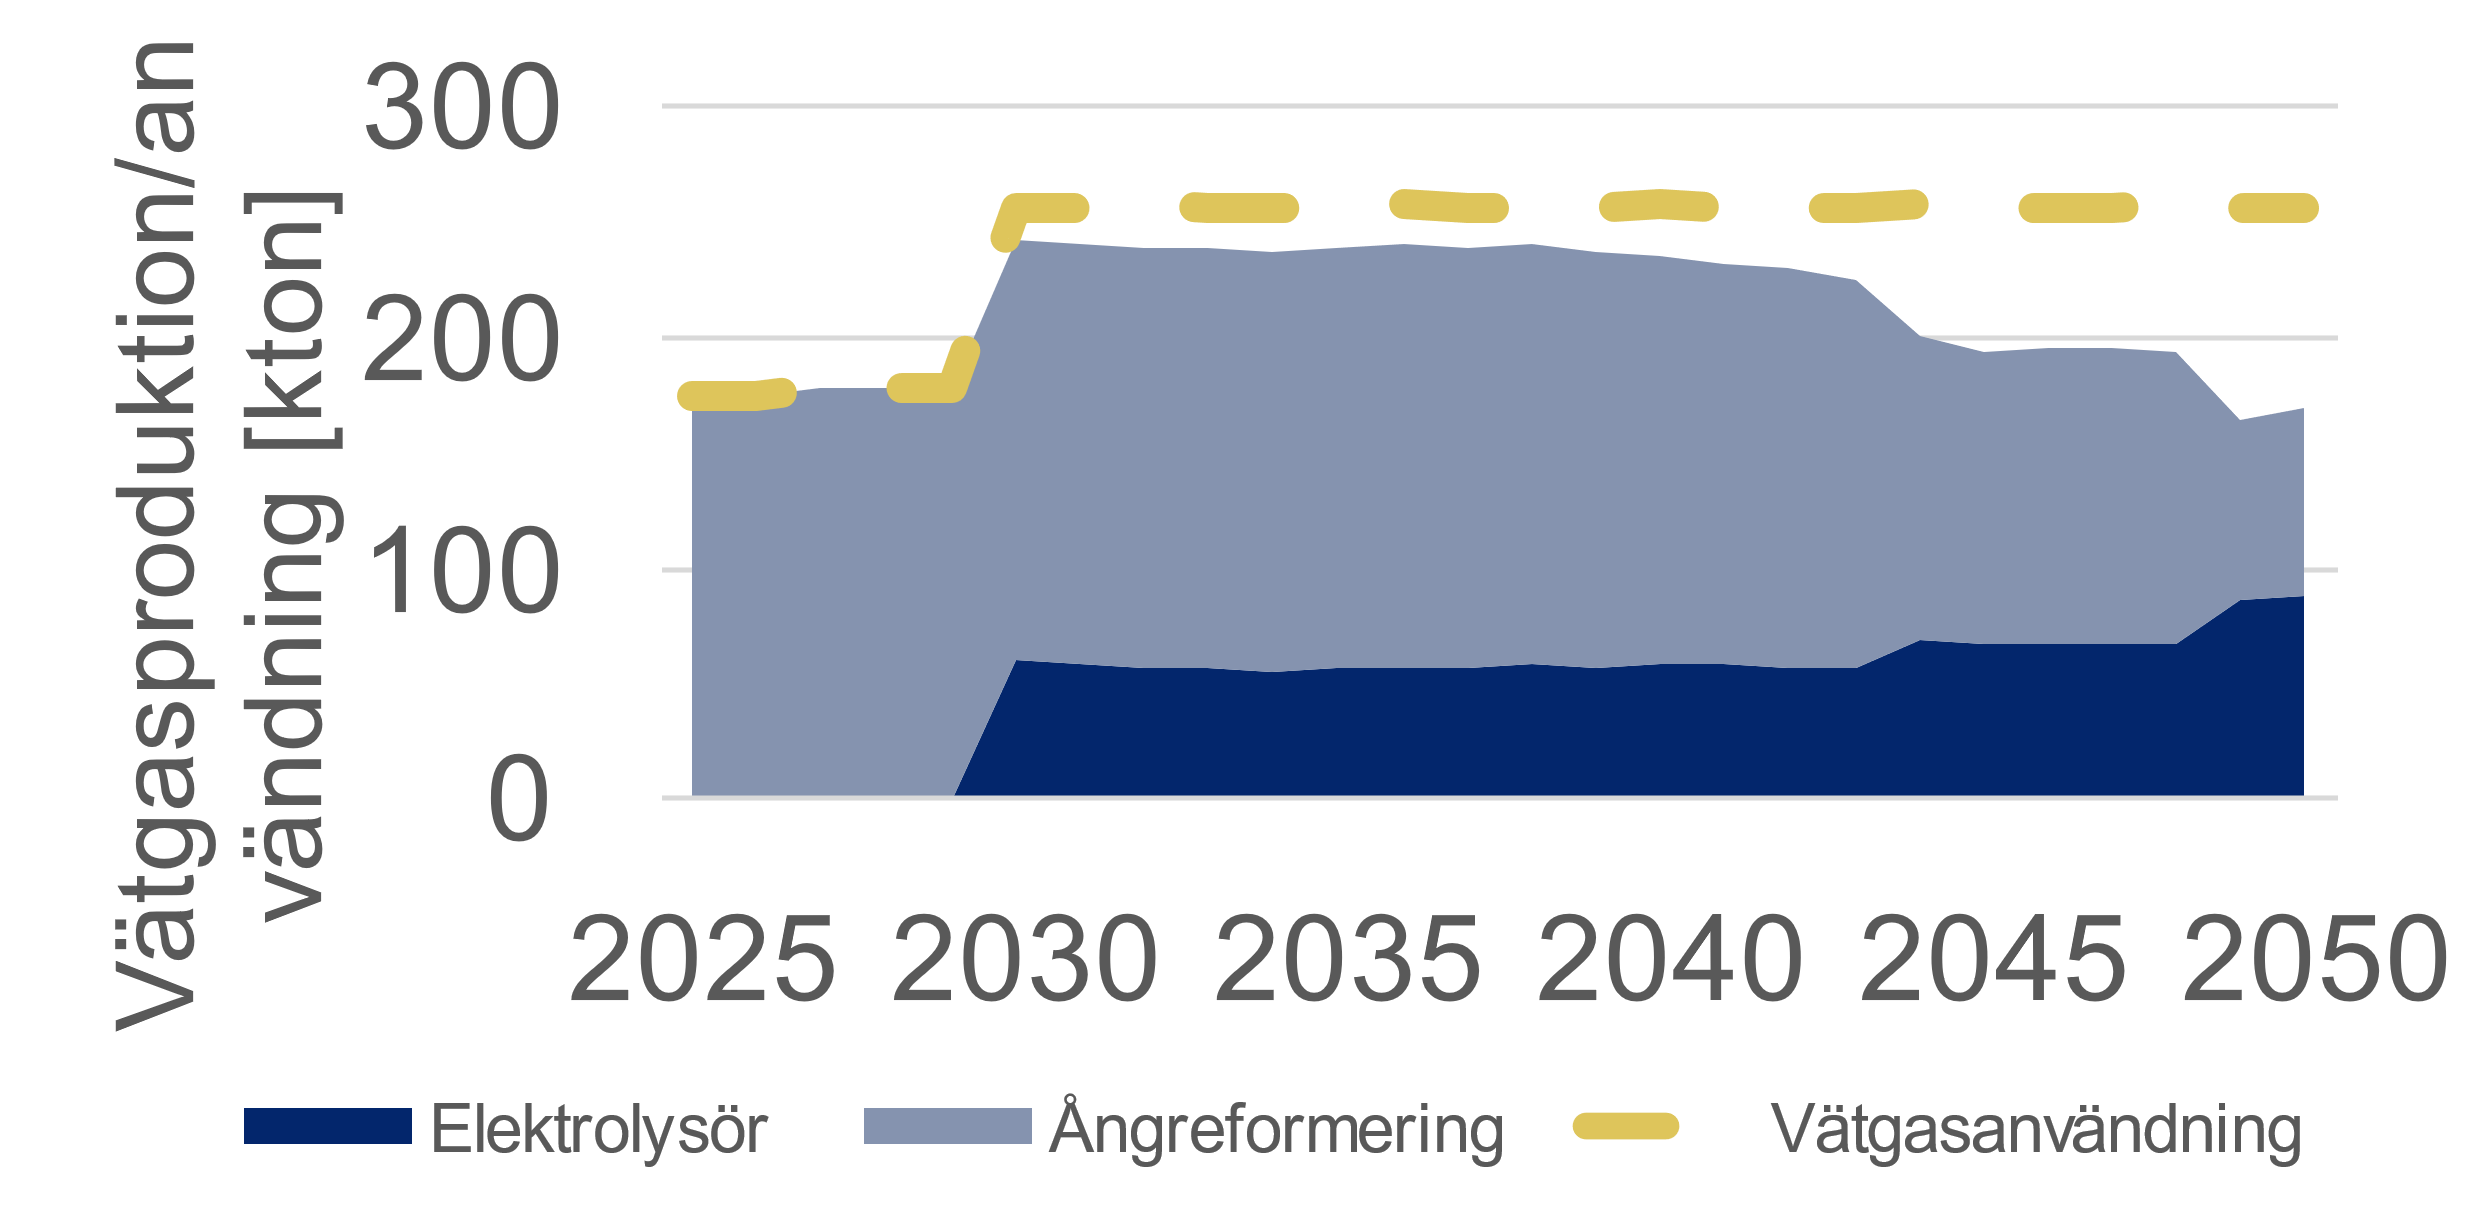 Vätgasproduktion/an
vändning [kton]
300
200
100
0
2025 2030 2035 2040 2045 2050
Elektrolysör Ångreformering Vätgasanvändning